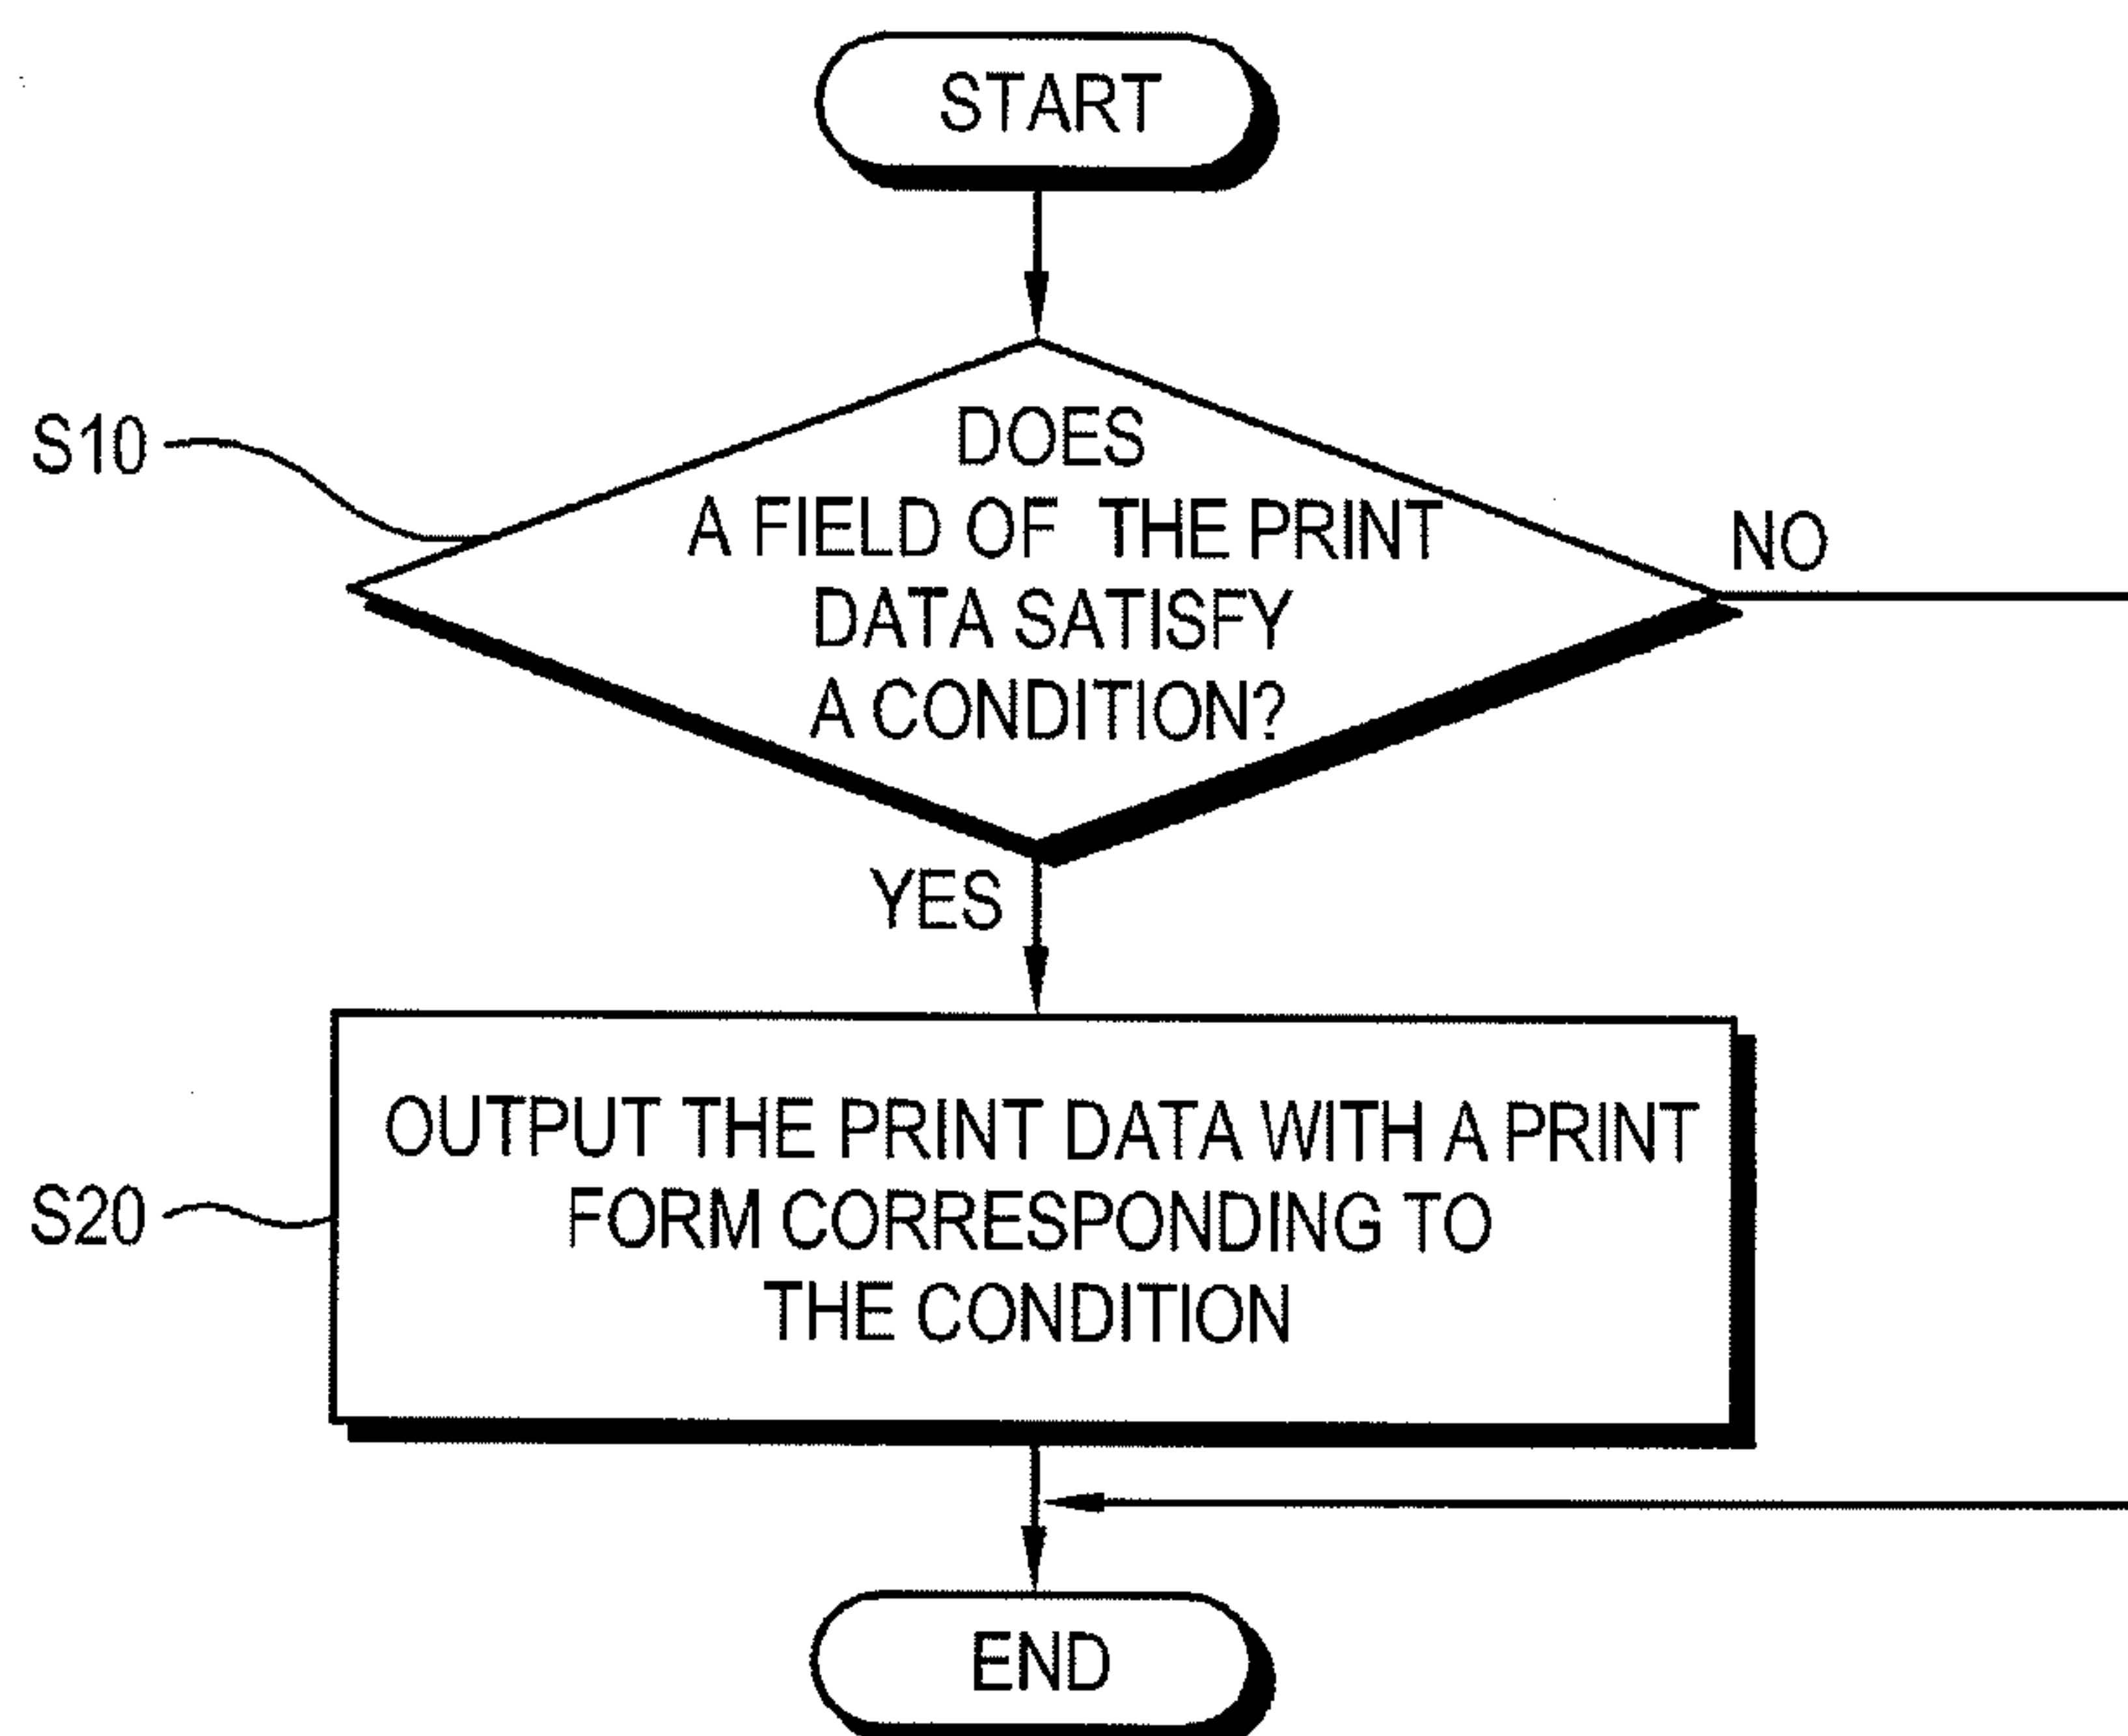 START
S10
DOES
A FIELD OF THE PRINT
DATA SATISFY
A CONDITION?
NO
YES
S20
OUTPUT THE PRINT DATA WITH A PRINT
FORM CORRESPONDING TO
THE CONDITION
END